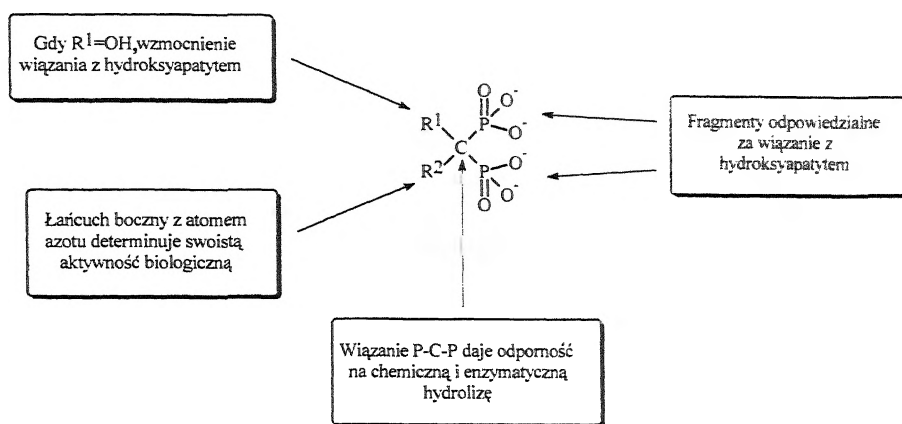 Gdy R¹=OH,wzmocnienie
wiązania z hydroksyapatytem
Łańcuch boczny z atomem
azotu determinuje swoistą
aktywność biologiczną
R¹
R²
C
P
O
O⁻
O⁻
P
O⁻
O⁻
O
Fragmenty odpowiedzialne
za wiązanie z
hydroksyapatytem
Wiązanie P-C-P daje odporność
na chemiczną i enzymatyczną
hydrolizę